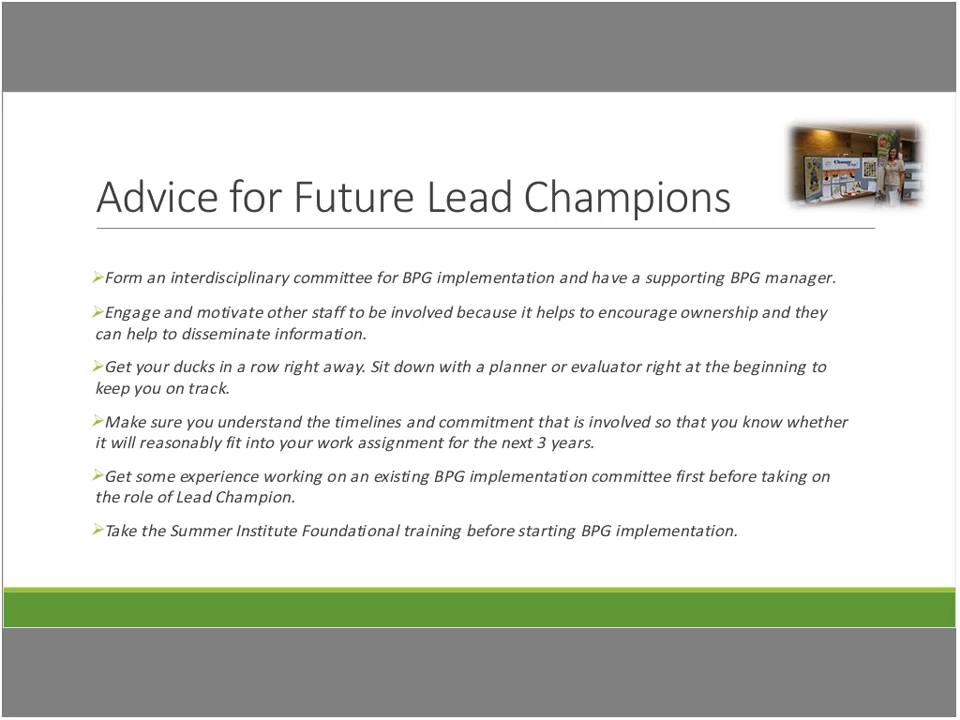 Advice for Future Lead Champions
Form an interdisciplinary committee for BPG implementation and have a supporting BPG manager.
Engage and motivate other staff to be involved because it helps to encourage ownership and they
can help to disseminate information.
Get your ducks in a row right away. Sit down with a planner or evaluator right at the beginning to
keep you on track.
Make sure you understand the timelines and commitment that is involved so that you know whether
it will reasonably fit into your work assignment for the next 3 years.
Get some experience working on an existing BPG implementation committee first before taking on
the role of Lead Champion.
Take the Summer Institute Foundational training before starting BPG implementation.